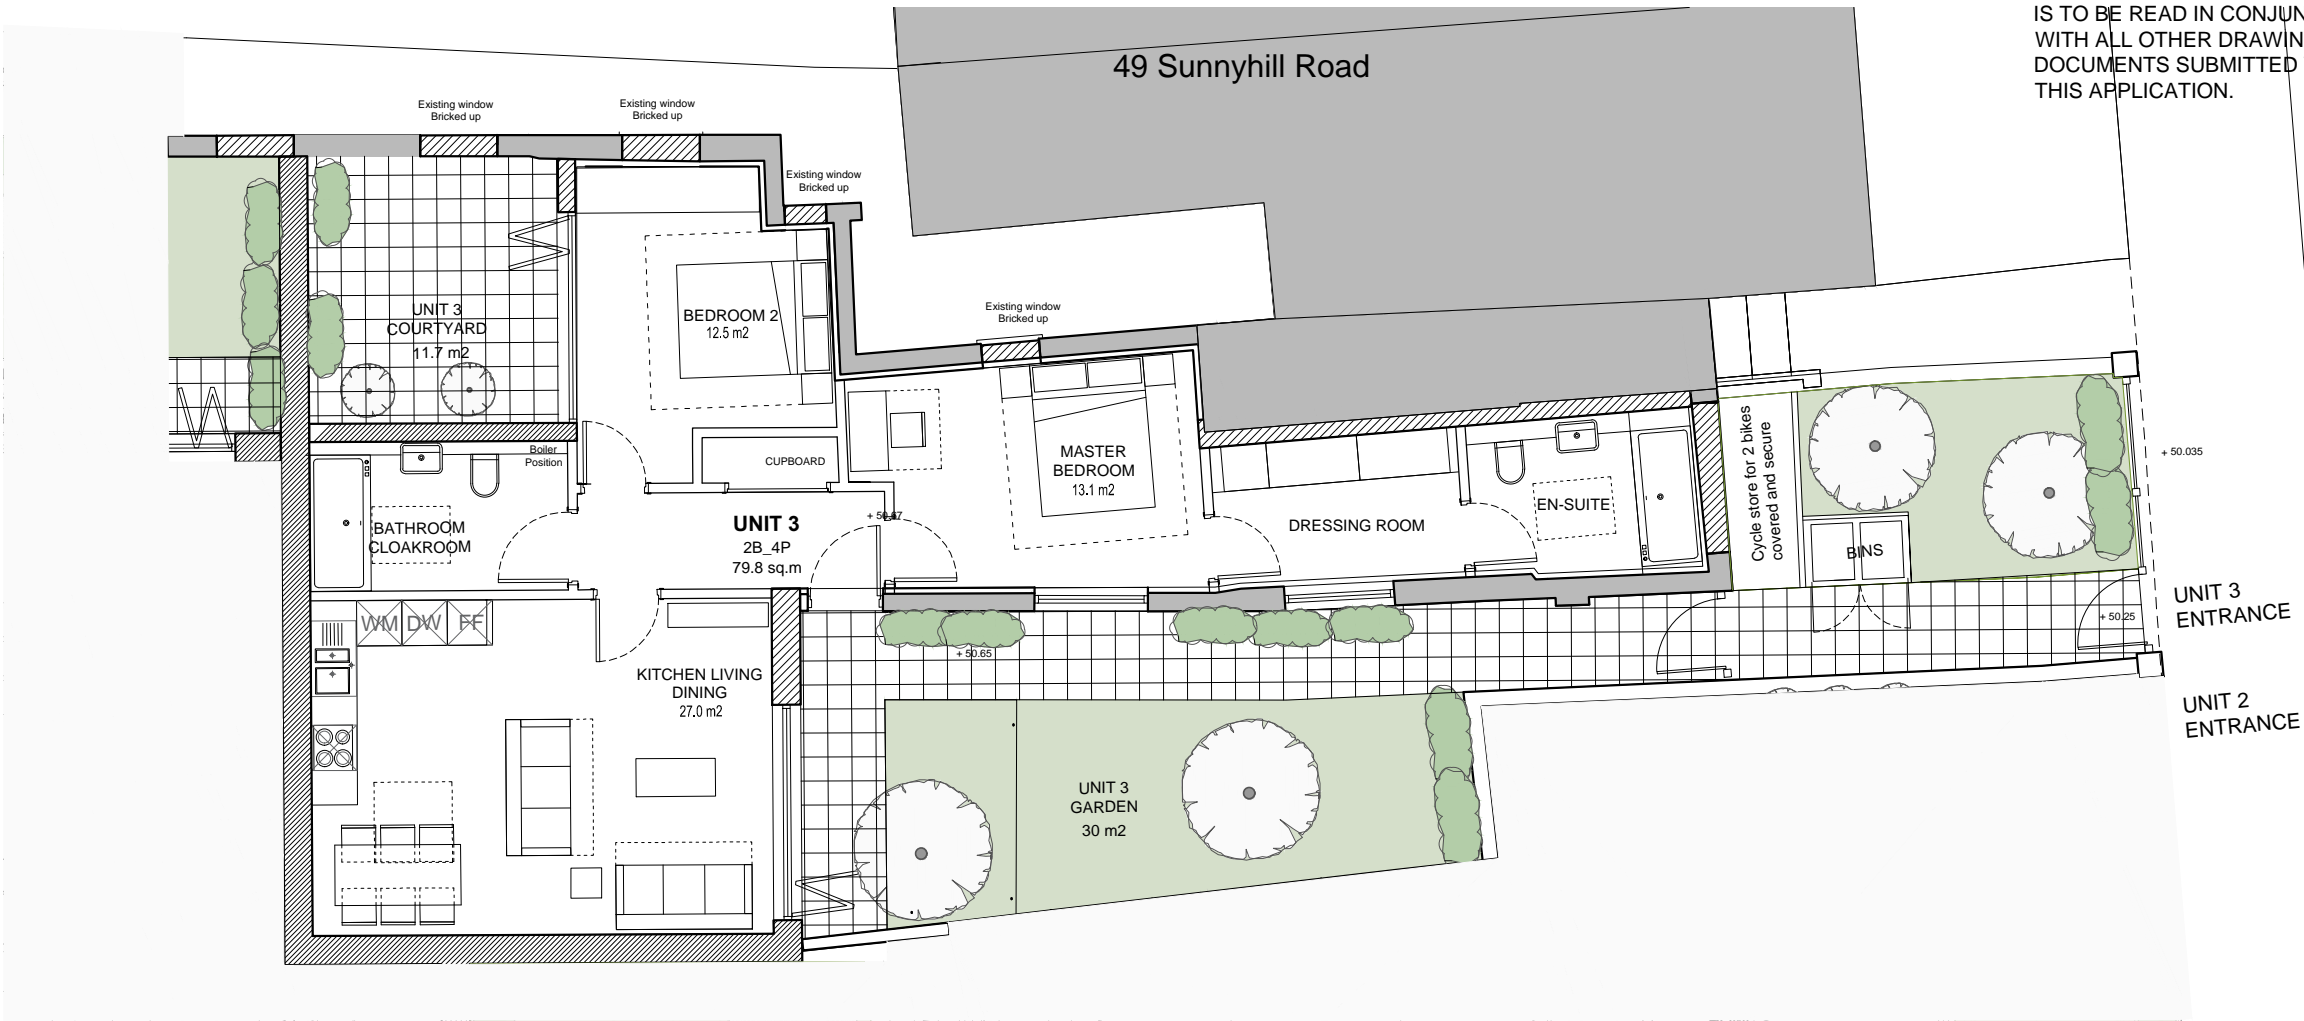 IS TO BE READ IN CONJUN
WITH ALL OTHER DRAWIN
DOCUMENTS SUBMITTED
THIS APPLICATION.
49 Sunnyhill Road
Existing window
Bricked up
Existing window
Bricked up
Existing window
Bricked up
Existing window
Bricked up
UNIT 3
COURTYARD
11.7 m2
BEDROOM 2
12.5 m2
Boiler
Position
CUPBOARD
MASTER
BEDROOM
13.1 m2
BATHROOM
CLOAKROOM
UNIT 3
2B_4P
79.8 sq.m
+ 50.67
DRESSING ROOM
EN-SUITE
Cycle store for 2 bikes
covered and secure
BINS
+ 50.035
UNIT 3
ENTRANCE
+ 50.25
WM
DW
FF
+ 50.65
KITCHEN LIVING
DINING
27.0 m2
UNIT 2
ENTRANCE
UNIT 3
GARDEN
30 m2